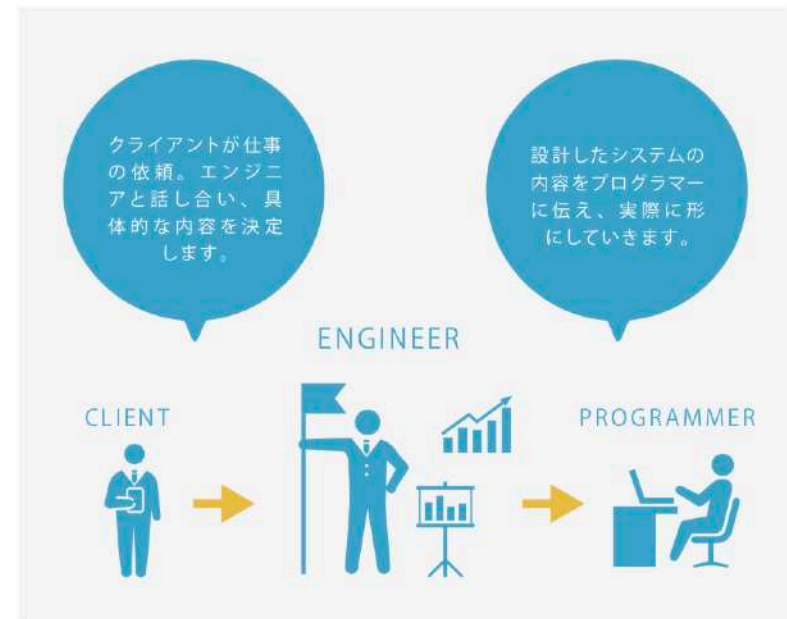 クライアントが仕事
の依頼。エンジニ
アと話し合い、具
体的な内容を決定
します。
設計したシステムの
内容をプログラマー
に伝え、実際に形
にしていきます。
ENGINEER
CLIENT
PROGRAMMER